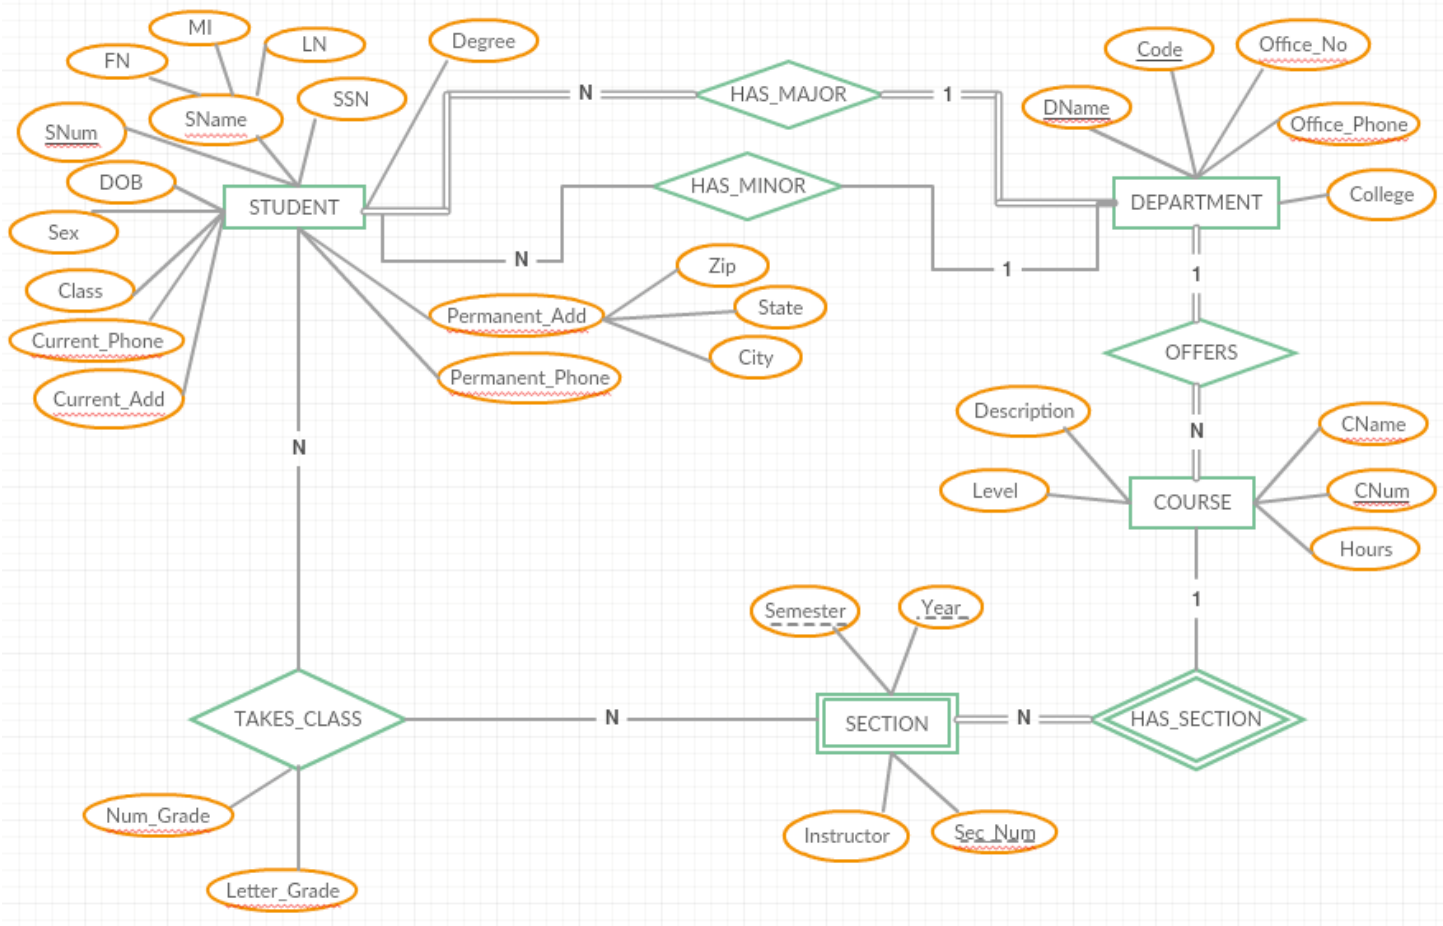 MI
LN
FN
Degree
SSN
SName
SNum
DOB
Sex
Class
Current_Phone
Current_Add
STUDENT
N
HAS_MAJOR
1
HAS_MINOR
N
1
Code
Office_No
DName
Office_Phone
College
DEPARTMENT
Zip
State
City
Permanent_Add
Permanent_Phone
1
OFFERS
N
Description
CName
Level
CNum
COURSE
Hours
N
1
Semester
Year
TAKES_CLASS
N
SECTION
N
HAS_SECTION
Num_Grade
Instructor
Sec_Num
Letter_Grade